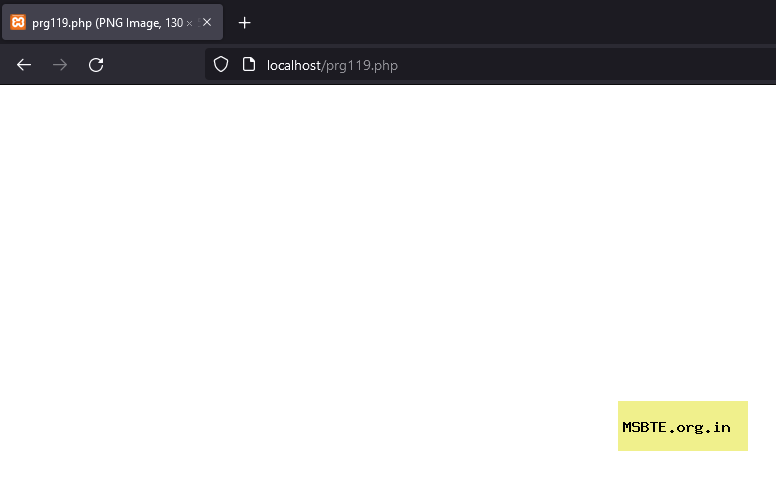 prg119.php (PNG Image, 130 ×
localhost/prg119.php
MSBTE.org.in